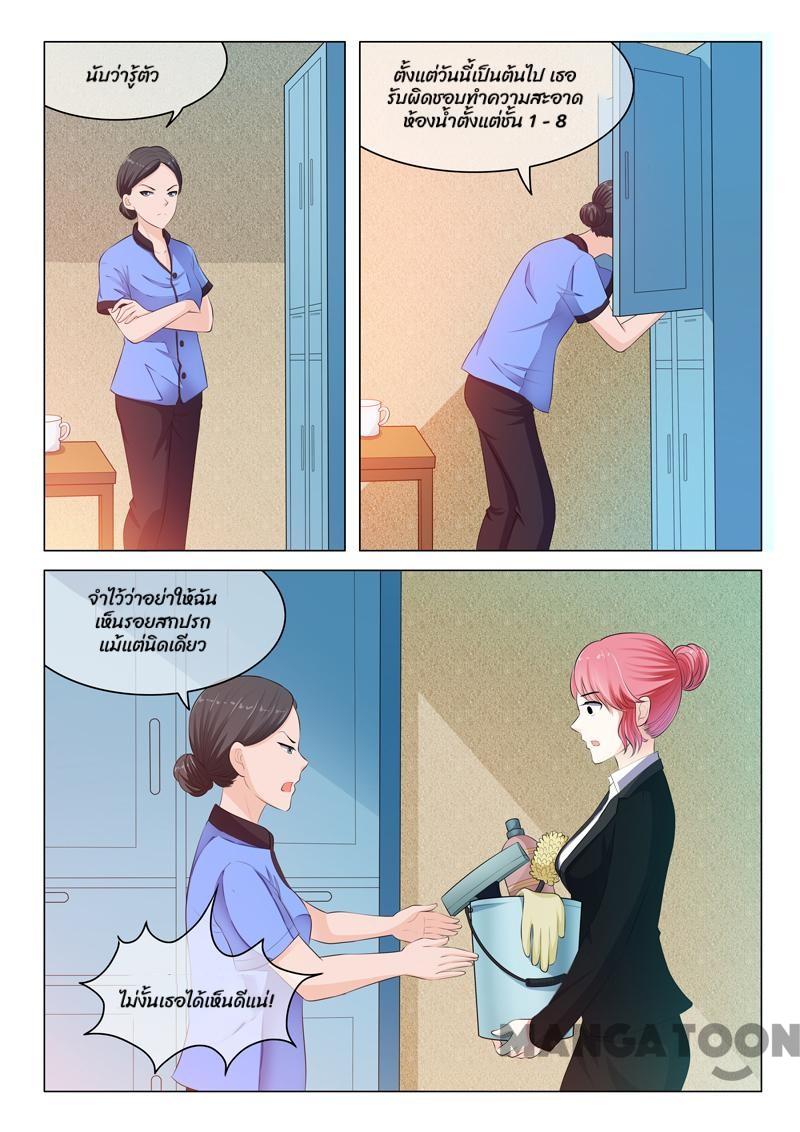 นับว่ารู้ตัว
ตั้งแต่วันนี้เป็นต้นไป เธอ
รับผิดชอบทำความสะอาด
ห้องน้ำตั้งแต่ชั้น 1 - 8
จำไว้ว่าอย่าให้ฉัน
เห็นรอยสกปรก
แม้แต่นิดเดียว
ไม่งั้นเธอได้เห็นดีแน่!
MANGATOON